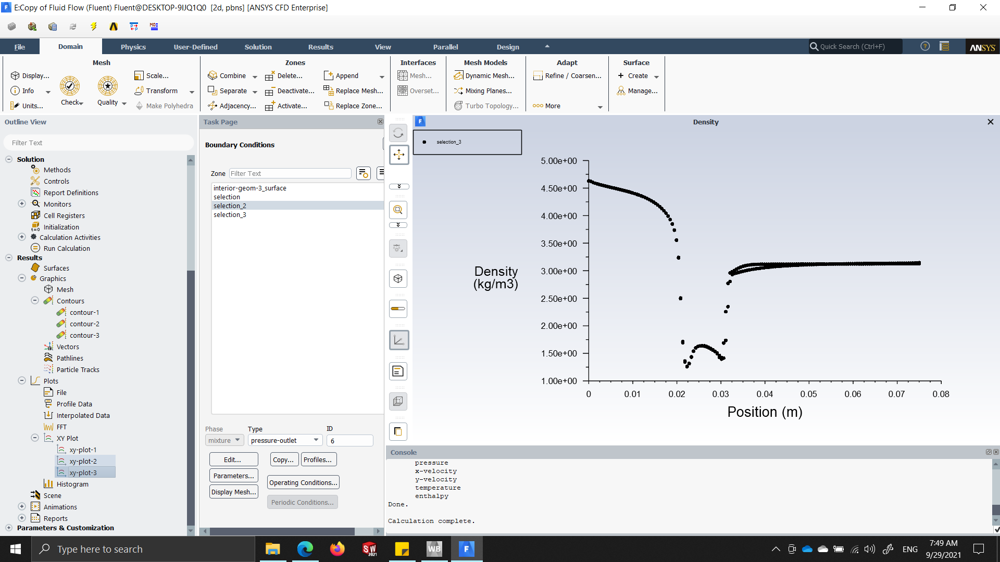 E:Copy of Fluid Flow (Fluent) Fluent@DESKTOP-9IJQ1Q0 [2d, pbns] [ANSYS CFD Enterprise]
File Domain Physics User-Defined Solution Results View Parallel Design Quick Search (Ctrl+F) ANSYS
Mesh Zones Interfaces Mesh Models Adapt Surface
Display... Scale... Combine Delete... Append Mesh... Dynamic Mesh... Refine / Coarsen... Create
Info Transform Separate Deactivate... Replace Mesh... Overset... Mixing Planes... Manage...
Check Quality
Units... Make Polyhedra Adjacency... Activate... Replace Zone... Turbo Topology... More
Outline View
Filter Text
Solution
Methods
Controls
Report Definitions
Monitors
Cell Registers
t=0
Initialization
Calculation Activities
Run Calculation
Results
Surfaces
Graphics
Mesh
Contours
contour-1
contour-2
contour-3
Vectors
Pathlines
Particle Tracks
Plots
File
Profile Data
Interpolated Data
FFT
XY Plot
xy-plot-1
xy-plot-2
xy-plot-3
Histogram
Scene
Animations
Reports
Parameters & Customization
Task Page
Boundary Conditions
Zone Filter Text
interior-geom-3_surface
selection
selection_2
selection_3
Phase Type ID
mixture pressure-outlet 6
Edit... Copy... Profiles...
Parameters... Operating Conditions...
Display Mesh... Periodic Conditions...
Density
selection_3
5.00e+00
4.50e+00
4.00e+00
3.50e+00
3.00e+00
2.50e+00
2.00e+00
1.50e+00
1.00e+00
Density
(kg/m3)
0 0.01 0.02 0.03 0.04 0.05 0.06 0.07 0.08
Position (m)
Console
pressure
x-velocity
y-velocity
temperature
enthalpy
Done.
Calculation complete.
Type here to search
SW
2021
WB
F
ENG
7:49 AM
9/29/2021